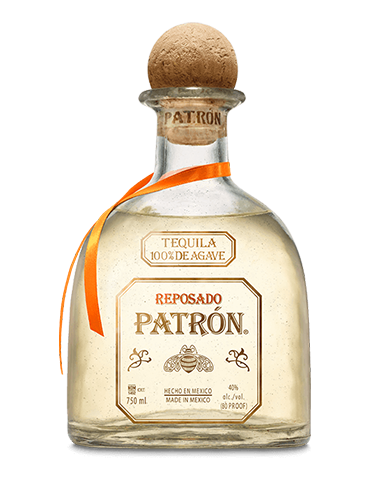 PATRÓN
TEQUILA
100% DE AGAVE
REPOSADO
PATRÓN®
HECHO EN MEXICO
MADE IN MEXICO
750 ml
40%
alc./vol.
(80 PROOF)